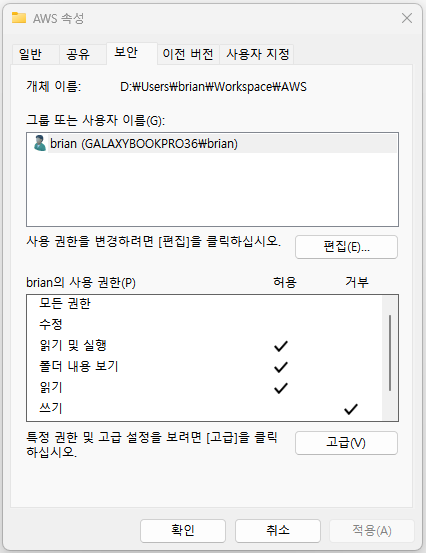 AWS 속성
일반 공유 보안 이전 버전 사용자 지정
개체 이름: D:₩Users₩brian₩Workspace₩AWS
그룹 또는 사용자 이름(G):
brian (GALAXYBOOKPRO36₩brian)
사용 권한을 변경하려면 [편집]을 클릭하십시오. 편집(E)...
brian의 사용 권한(P) 허용 거부
모든 권한
수정
읽기 및 실행
폴더 내용 보기
읽기
쓰기
특정 권한 및 고급 설정을 보려면 [고급]을 클릭
하십시오.
고급(V)
확인 취소 적용(A)